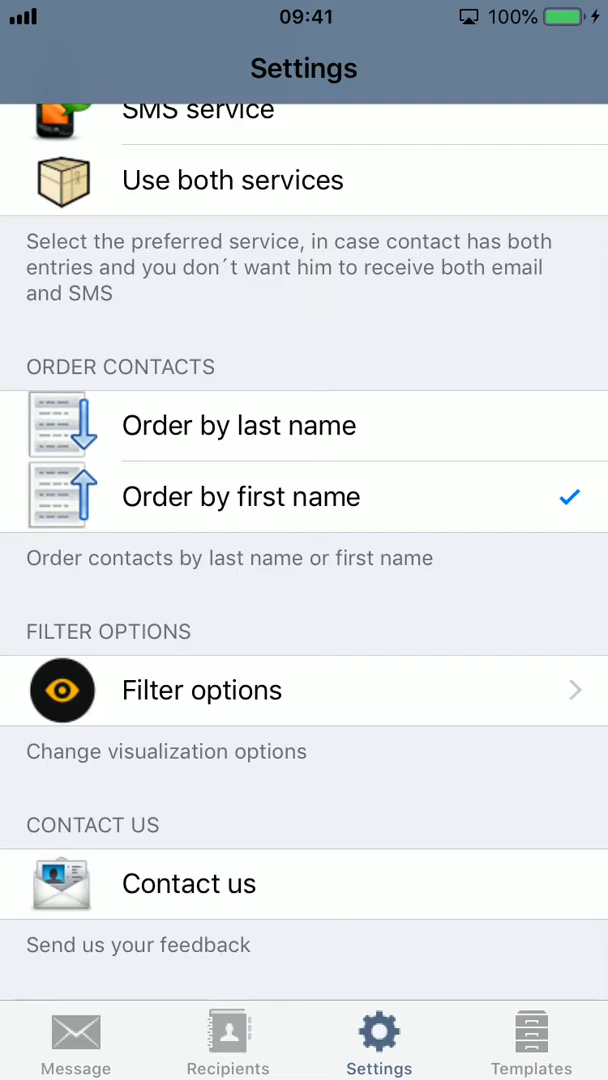 09:41
100%
Settings
SMS service
Use both services
Select the preferred service, in case contact has both
entries and you don´t want him to receive both email
and SMS
ORDER CONTACTS
Order by last name
Order by first name
Order contacts by last name or first name
FILTER OPTIONS
Filter options
Change visualization options
CONTACT US
Contact us
Send us your feedback
Message
Recipients
Settings
Templates